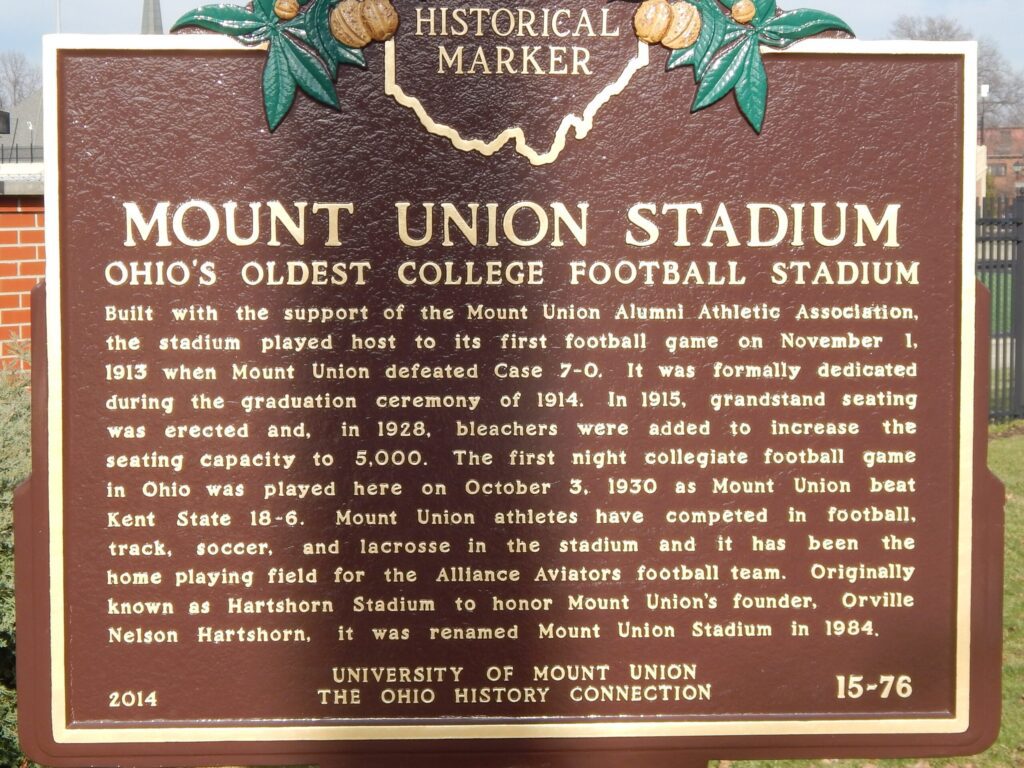 HISTORICAL
MARKER
MOUNT UNION STADIUM
OHIO'S OLDEST COLLEGE FOOTBALL STADIUM
Built with the support of the Mount Union Alumni Athletic Association,
the stadium played host to its first football game on November 1,
1913 when Mount Union defeated Case 7-0. It was formally dedicated
during the graduation ceremony of 1914. In 1915, grandstand seating
was erected and, in 1928, bleachers were added to increase the
seating capacity to 5,000. The first night collegiate football game
in Ohio was played here on October 3, 1930 as Mount Union beat
Kent State 18-6. Mount Union athletes have competed in football,
track, soccer, and lacrosse in the stadium and it has been the
home playing field for the Alliance Aviators football team. Originally
known as Hartshorn Stadium to honor Mount Union's founder, Orville
Nelson Hartshorn, it was renamed Mount Union Stadium in 1984.
UNIVERSITY OF MOUNT UNION
THE OHIO HISTORY CONNECTION
2014
15-76